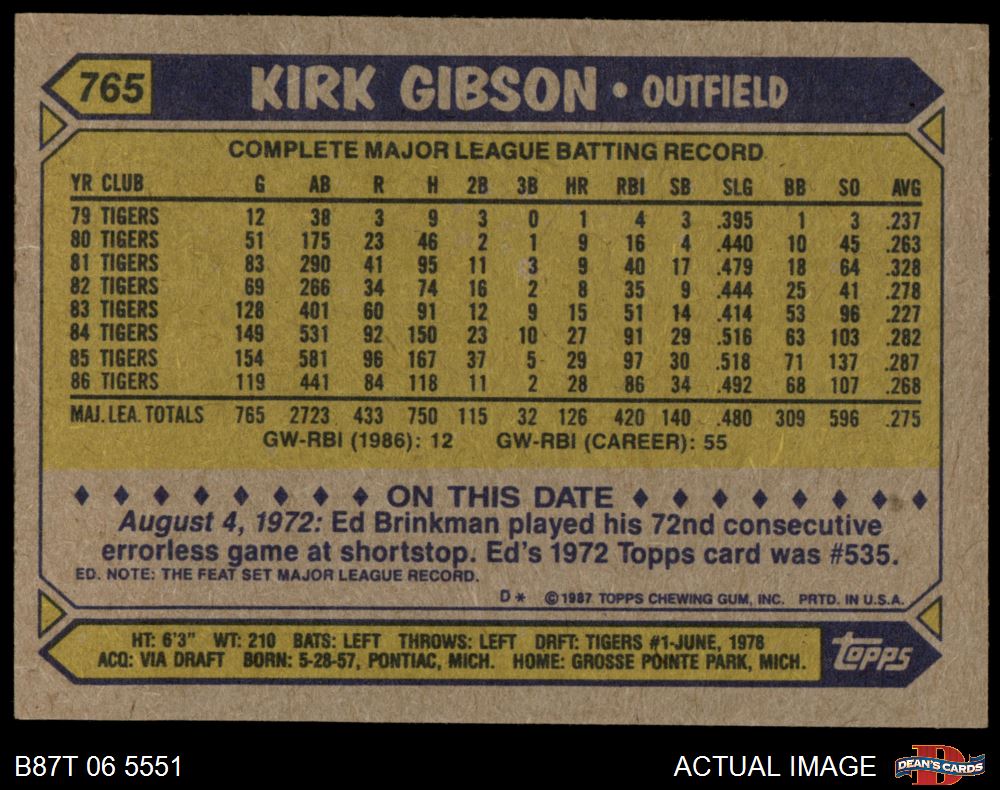 765 KIRK GIBSON • OUTFIELD
COMPLETE MAJOR LEAGUE BATTING RECORD
YR CLUB G AB R H 2B 3B HR RBI SB SLG BB SO AVG
79 TIGERS 12 38 3 9 3 0 1 4 3 .395 1 3 .237
80 TIGERS 51 175 23 46 2 1 9 16 4 .440 10 45 .263
81 TIGERS 83 290 41 95 11 3 9 40 17 .479 18 64 .328
82 TIGERS 69 266 34 74 16 2 8 35 9 .444 25 41 .278
83 TIGERS 128 401 60 91 12 9 15 51 14 .414 53 96 .227
84 TIGERS 149 531 92 150 23 10 27 91 29 .516 63 103 .282
85 TIGERS 154 581 96 167 37 5 29 97 30 .518 71 137 .287
86 TIGERS 119 441 84 118 11 2 28 86 34 .492 68 107 .268
MAJ. LEA. TOTALS 765 2723 433 750 115 32 126 420 140 .480 309 596 .275
GW-RBI (1986): 12 GW-RBI (CAREER): 55
ON THIS DATE
August 4, 1972: Ed Brinkman played his 72nd consecutive
errorless game at shortstop. Ed's 1972 Topps card was #535.
ED. NOTE: THE FEAT SET MAJOR LEAGUE RECORD.
D* ©1987 TOPPS CHEWING GUM, INC. PRTD. IN U.S.A.
HT: 6'3" WT: 210 BATS: LEFT THROWS: LEFT DRFT: TIGERS #1-JUNE, 1978
ACQ: VIA DRAFT BORN: 5-28-57, PONTIAC, MICH. HOME: GROSSE POINTE PARK, MICH.
topps
B87T 06 5551 ACTUAL IMAGE DEAN'S CARDS